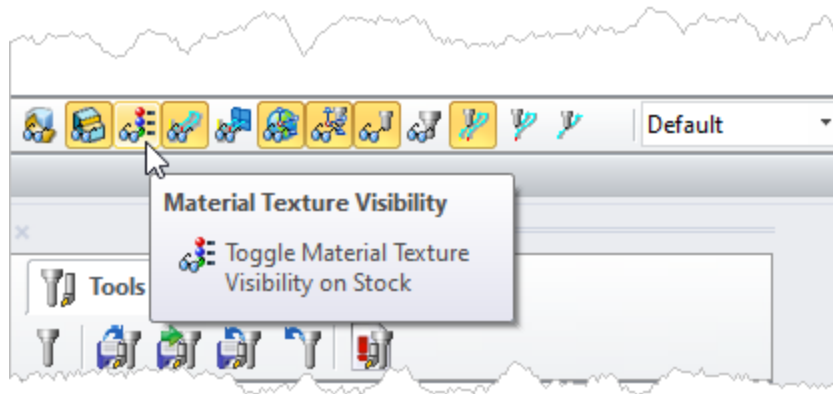 Default
Material Texture Visibility
Toggle Material Texture
Visibility on Stock
Tools